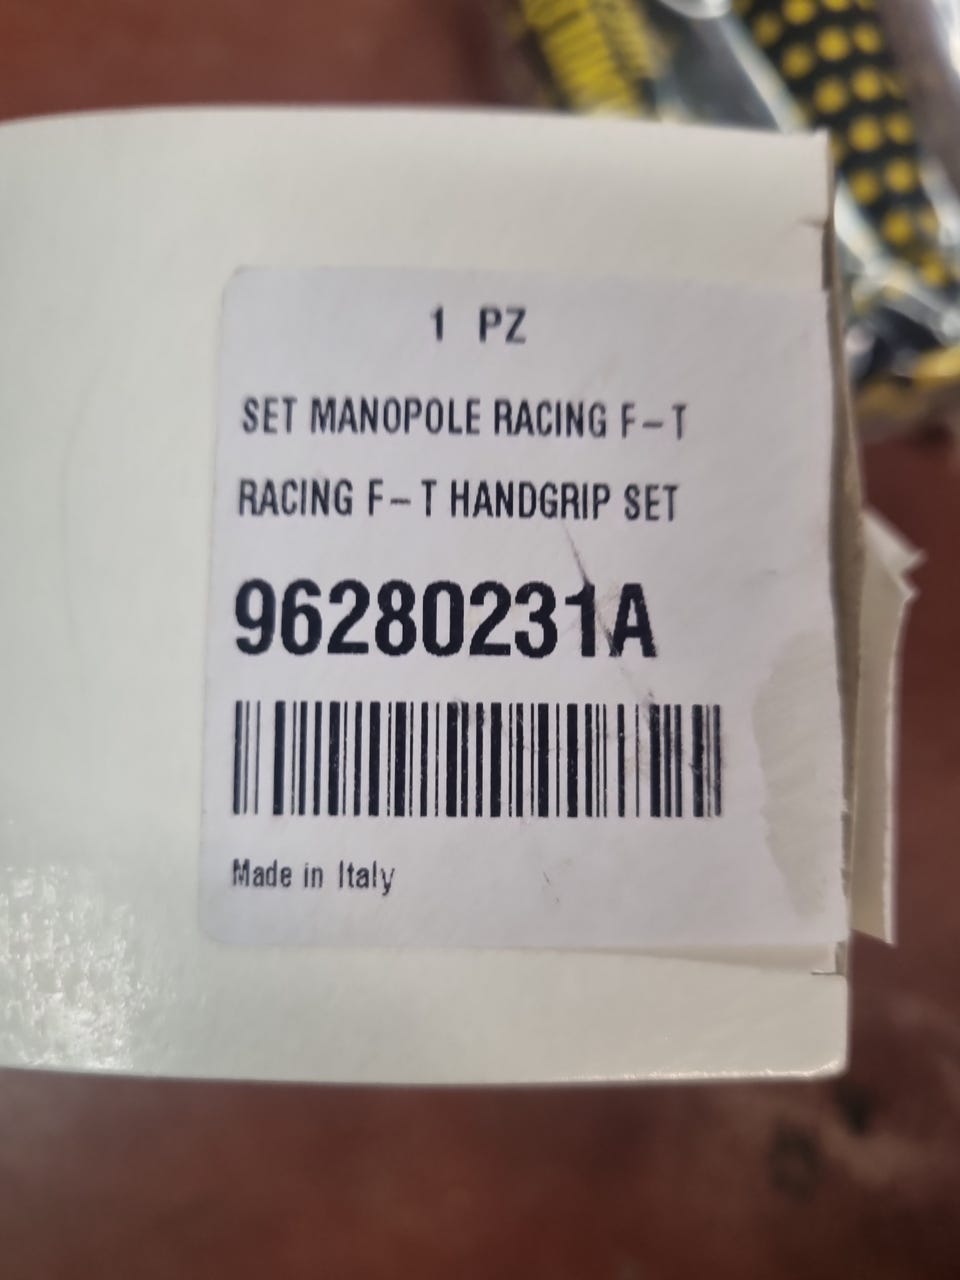 1 PZ
SET MANOPOLE RACING F-T
RACING F-T HANDGRIP SET
96280231A
Made in Italy